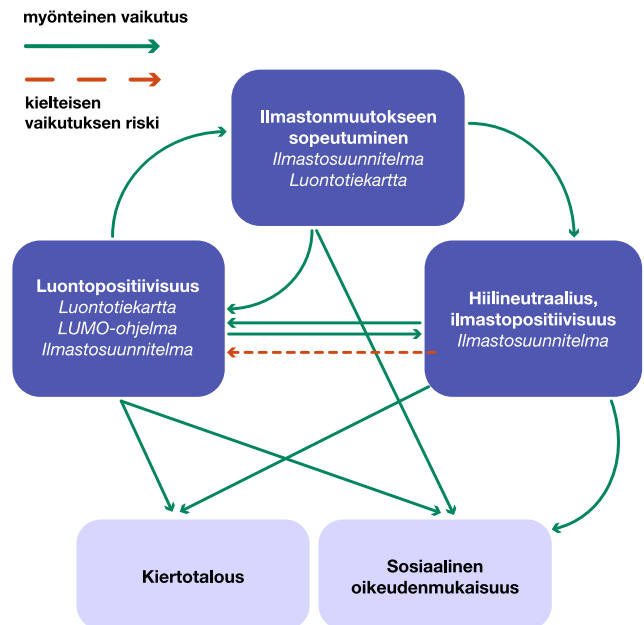 myönteinen vaikutus
kielteisen
vaikutuksen riski
Ilmastonmuutokseen
sopeutuminen
Ilmastosuunnitelma
Luontotiekartta
Luontopositiivisuus
Luontotiekartta
LUMO-ohjelma
Ilmastosuunnitelma
Hiilineutraalius,
ilmastopositiivisuus
Ilmastosuunnitelma
Kiertotalous
Sosiaalinen
oikeudenmukaisuus